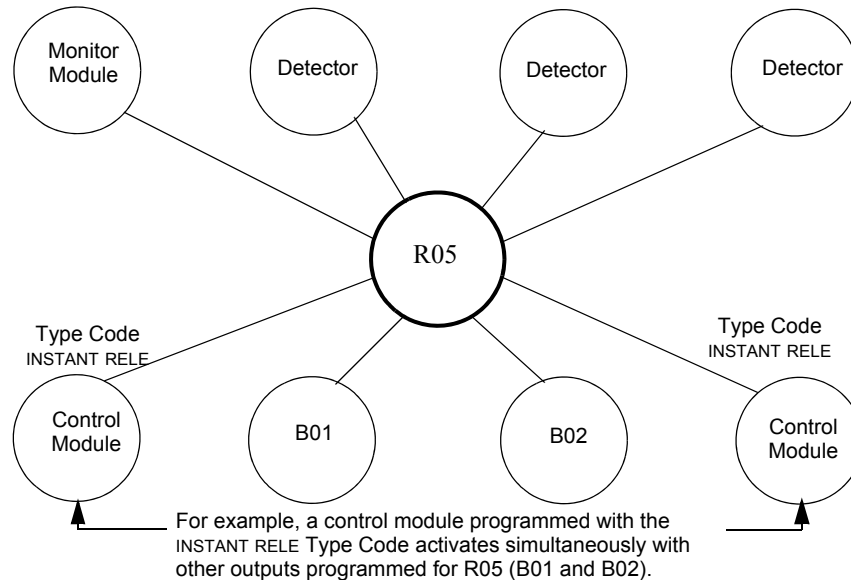 Monitor
Module
Detector
Detector
Detector
R05
Type Code
INSTANT RELE
Type Code
INSTANT RELE
Control
Module
B01
B02
Control
Module
For example, a control module programmed with the
INSTANT RELE Type Code activates simultaneously with
other outputs programmed for R05 (B01 and B02).